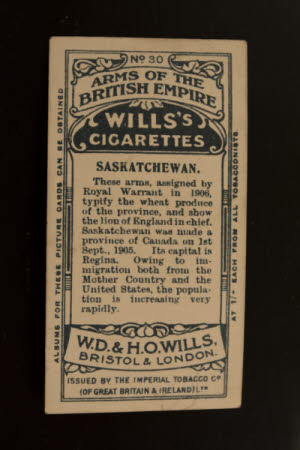 No 30
ARMS OF THE
BRITISH EMPIRE
WILLS'S
CIGARETTES
SASKATCHEWAN.
These arms, assigned by
Royal Warrant in 1906,
typify the wheat produce
of the province, and show
the lion of England in chief.
Saskatchewan was made a
province of Canada on 1st
Sept., 1905. Its capital is
Regina. Owing to im-
migration both from the
Mother Country and the
United States, the popula-
tion is increasing very
rapidly.
W.D. & H.O. WILLS,
BRISTOL & LONDON.
ISSUED BY THE IMPERIAL TOBACCO Co
(OF GREAT BRITAIN & IRELAND) LTD
ALBUMS FOR THESE PICTURE CARDS CAN BE OBTAINED
AT 1/- EACH FROM ALL TOBACCONISTS